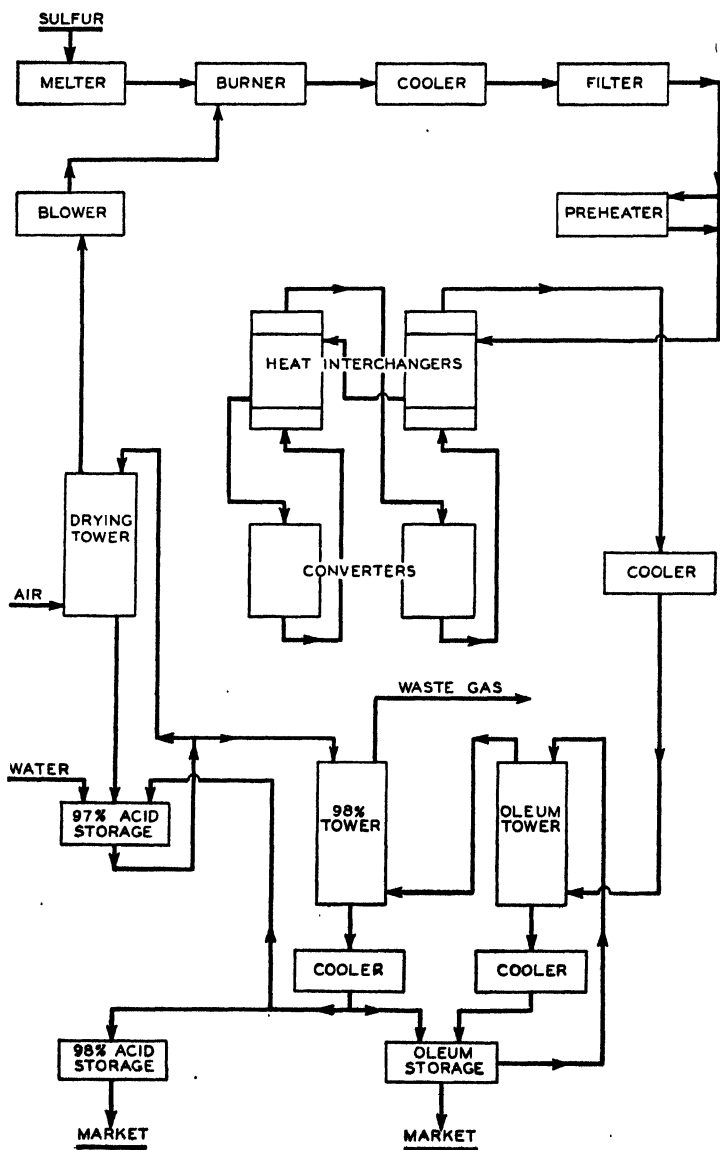 SULFUR
MELTER
BURNER
COOLER
FILTER
BLOWER
PREHEATER
HEAT INTERCHANGERS
DRYING
TOWER
CONVERTERS
COOLER
AIR
WASTE GAS
WATER
97% ACID
STORAGE
98%
TOWER
OLEUM
TOWER
COOLER
COOLER
98% ACID
STORAGE
OLEUM
STORAGE
MARKET
MARKET